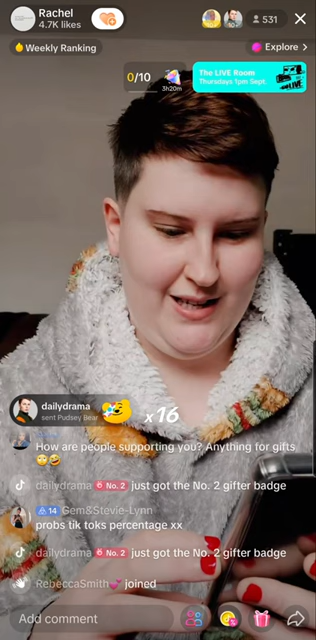 Rachel
4.7K likes
10+
531
Weekly Ranking
Explore >
0/10
3h20m
The LIVE Room
Thursdays 1pm Sept.
LIVE
dailydrama
sent Pudsey Bear
x16
How are people supporting you? Anything for gifts
🙄🤣
dailydrama No. 2 just got the No. 2 gifter badge
14 Gem&Stevie-Lynn
probs tik toks percentage xx
dailydrama No. 2 just got the No. 2 gifter badge
RebeccaSmith💕 joined
Add comment